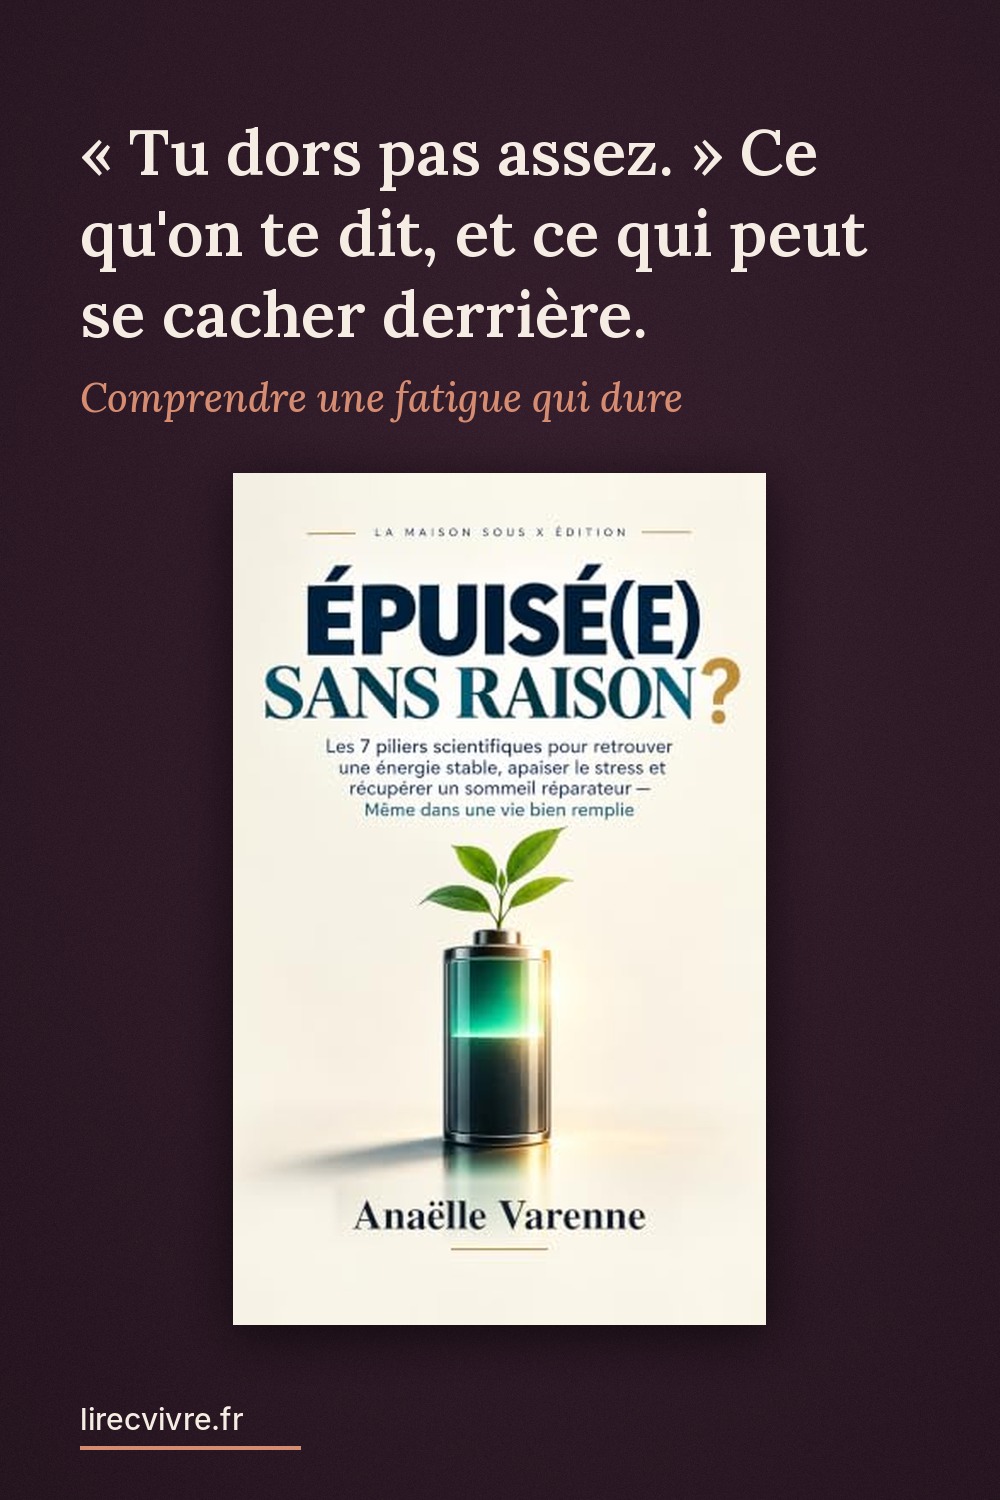 « Tu dors pas assez. » Ce
qu'on te dit, et ce qui peut
se cacher derrière.
Comprendre une fatigue qui dure
LA MAISON SOUS X ÉDITION
ÉPUISÉ(E)
SANS RAISON?
Les 7 piliers scientifiques pour retrouver
une énergie stable, apaiser le stress et
récupérer un sommeil réparateur —
Même dans une vie bien remplie
Anaëlle Varenne
lirecvivre.fr